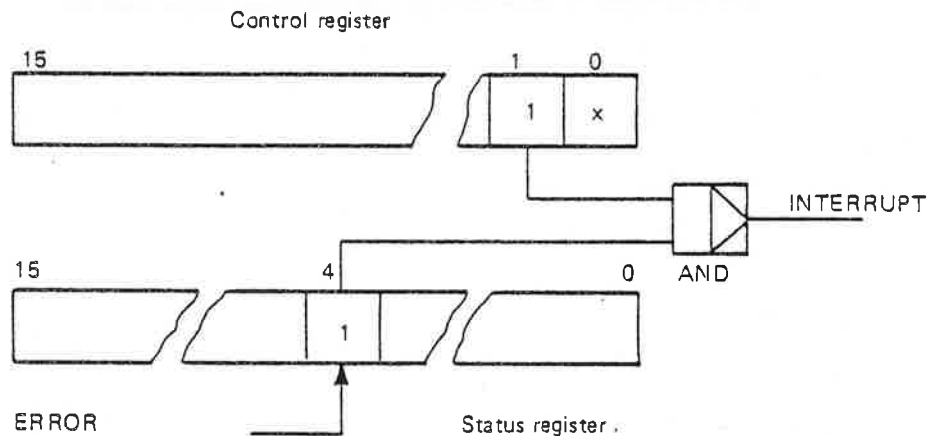 Control register
15 1 0
1 x
INTERRUPT
AND
15 4 0
1
ERROR
Status register.